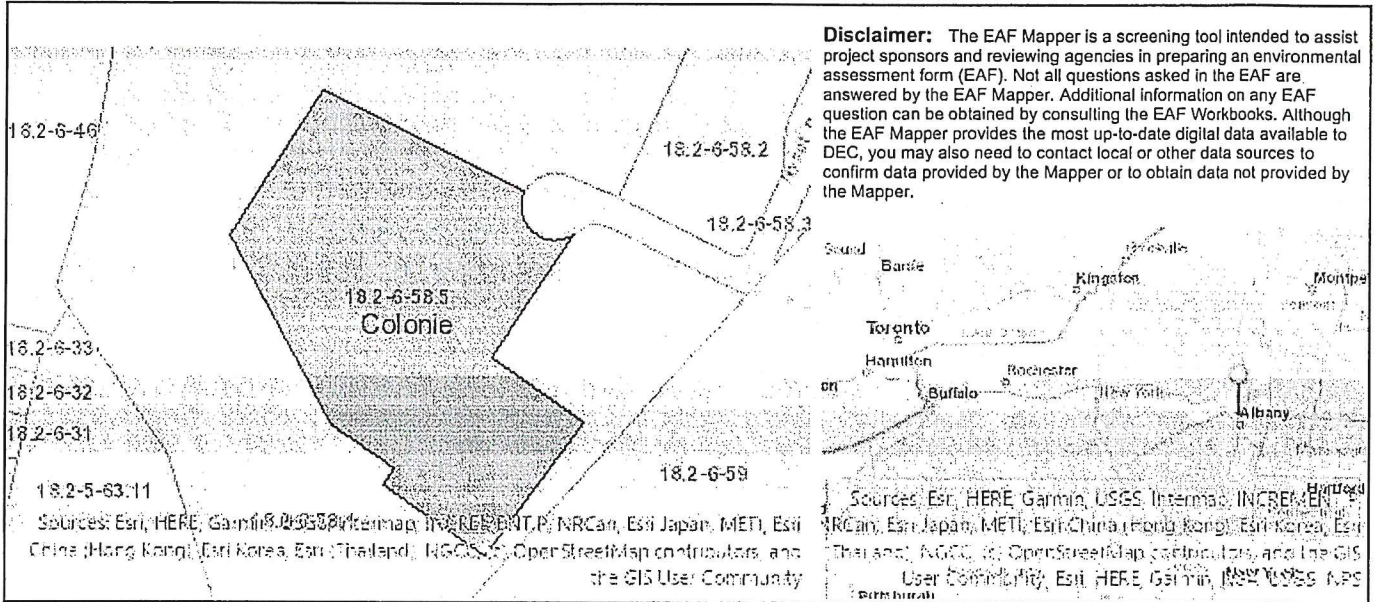 Disclaimer: The EAF Mapper is a screening tool intended to assist
project sponsors and reviewing agencies in preparing an environmental
assessment form (EAF). Not all questions asked in the EAF are
answered by the EAF Mapper. Additional information on any EAF
question can be obtained by consulting the EAF Workbooks. Although
the EAF Mapper provides the most up-to-date digital data available to
DEC, you may also need to contact local or other data sources to
confirm data provided by the Mapper or to obtain data not provided by
the Mapper.
18.2-6-46
18.2-6-58.2
18.2-6-58.3
18.2-6-58.5
Colonie
18.2-6-33
18.2-6-32
18.2-6-31
18.2-6-59
18.2-5-63.11
Sources: Esri, HERE, Garmin, USGS, Intermap, INCREMENT P, NRCan, Esri Japan, METI, Esri
China (Hong Kong), Esri Korea, Esri (Thailand), NGCC, (c) OpenStreetMap contributors, and
the GIS User Community
Sound
Barrie
Kingston
Montpe
Toronto
Hamilton
Rochester
Buffalo
New York
Albany
Hartford
Sources: Esri, HERE, Garmin, USGS, Intermap, INCREMENT P,
NRCan, Esri Japan, METI, Esri China (Hong Kong), Esri Korea, Esri
(Thailand), NGCC, (c) OpenStreetMap contributors, and the GIS
User Community, Esri, HERE, Garmin, USGS, NPS
Pittsburgh